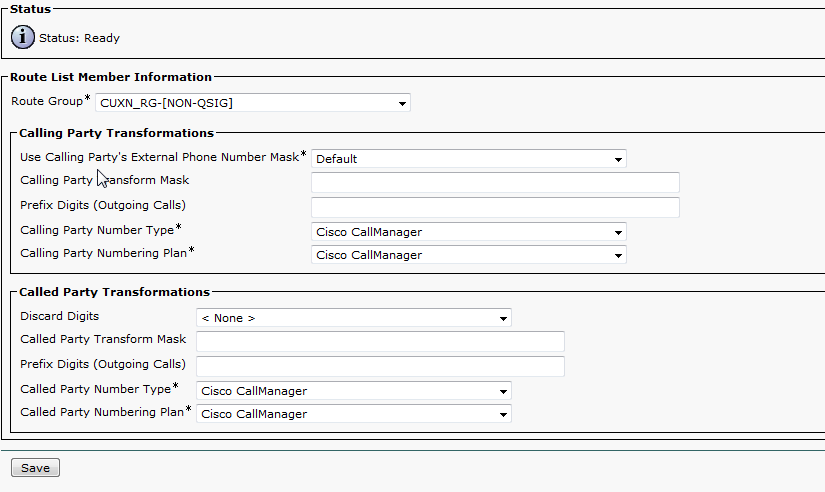 Status
Status: Ready
Route List Member Information
Route Group* CUXN_RG-[NON-QSIG]
Calling Party Transformations
Use Calling Party's External Phone Number Mask* Default
Calling Party Transform Mask
Prefix Digits (Outgoing Calls)
Calling Party Number Type* Cisco CallManager
Calling Party Numbering Plan* Cisco CallManager
Called Party Transformations
Discard Digits < None >
Called Party Transform Mask
Prefix Digits (Outgoing Calls)
Called Party Number Type* Cisco CallManager
Called Party Numbering Plan* Cisco CallManager
Save